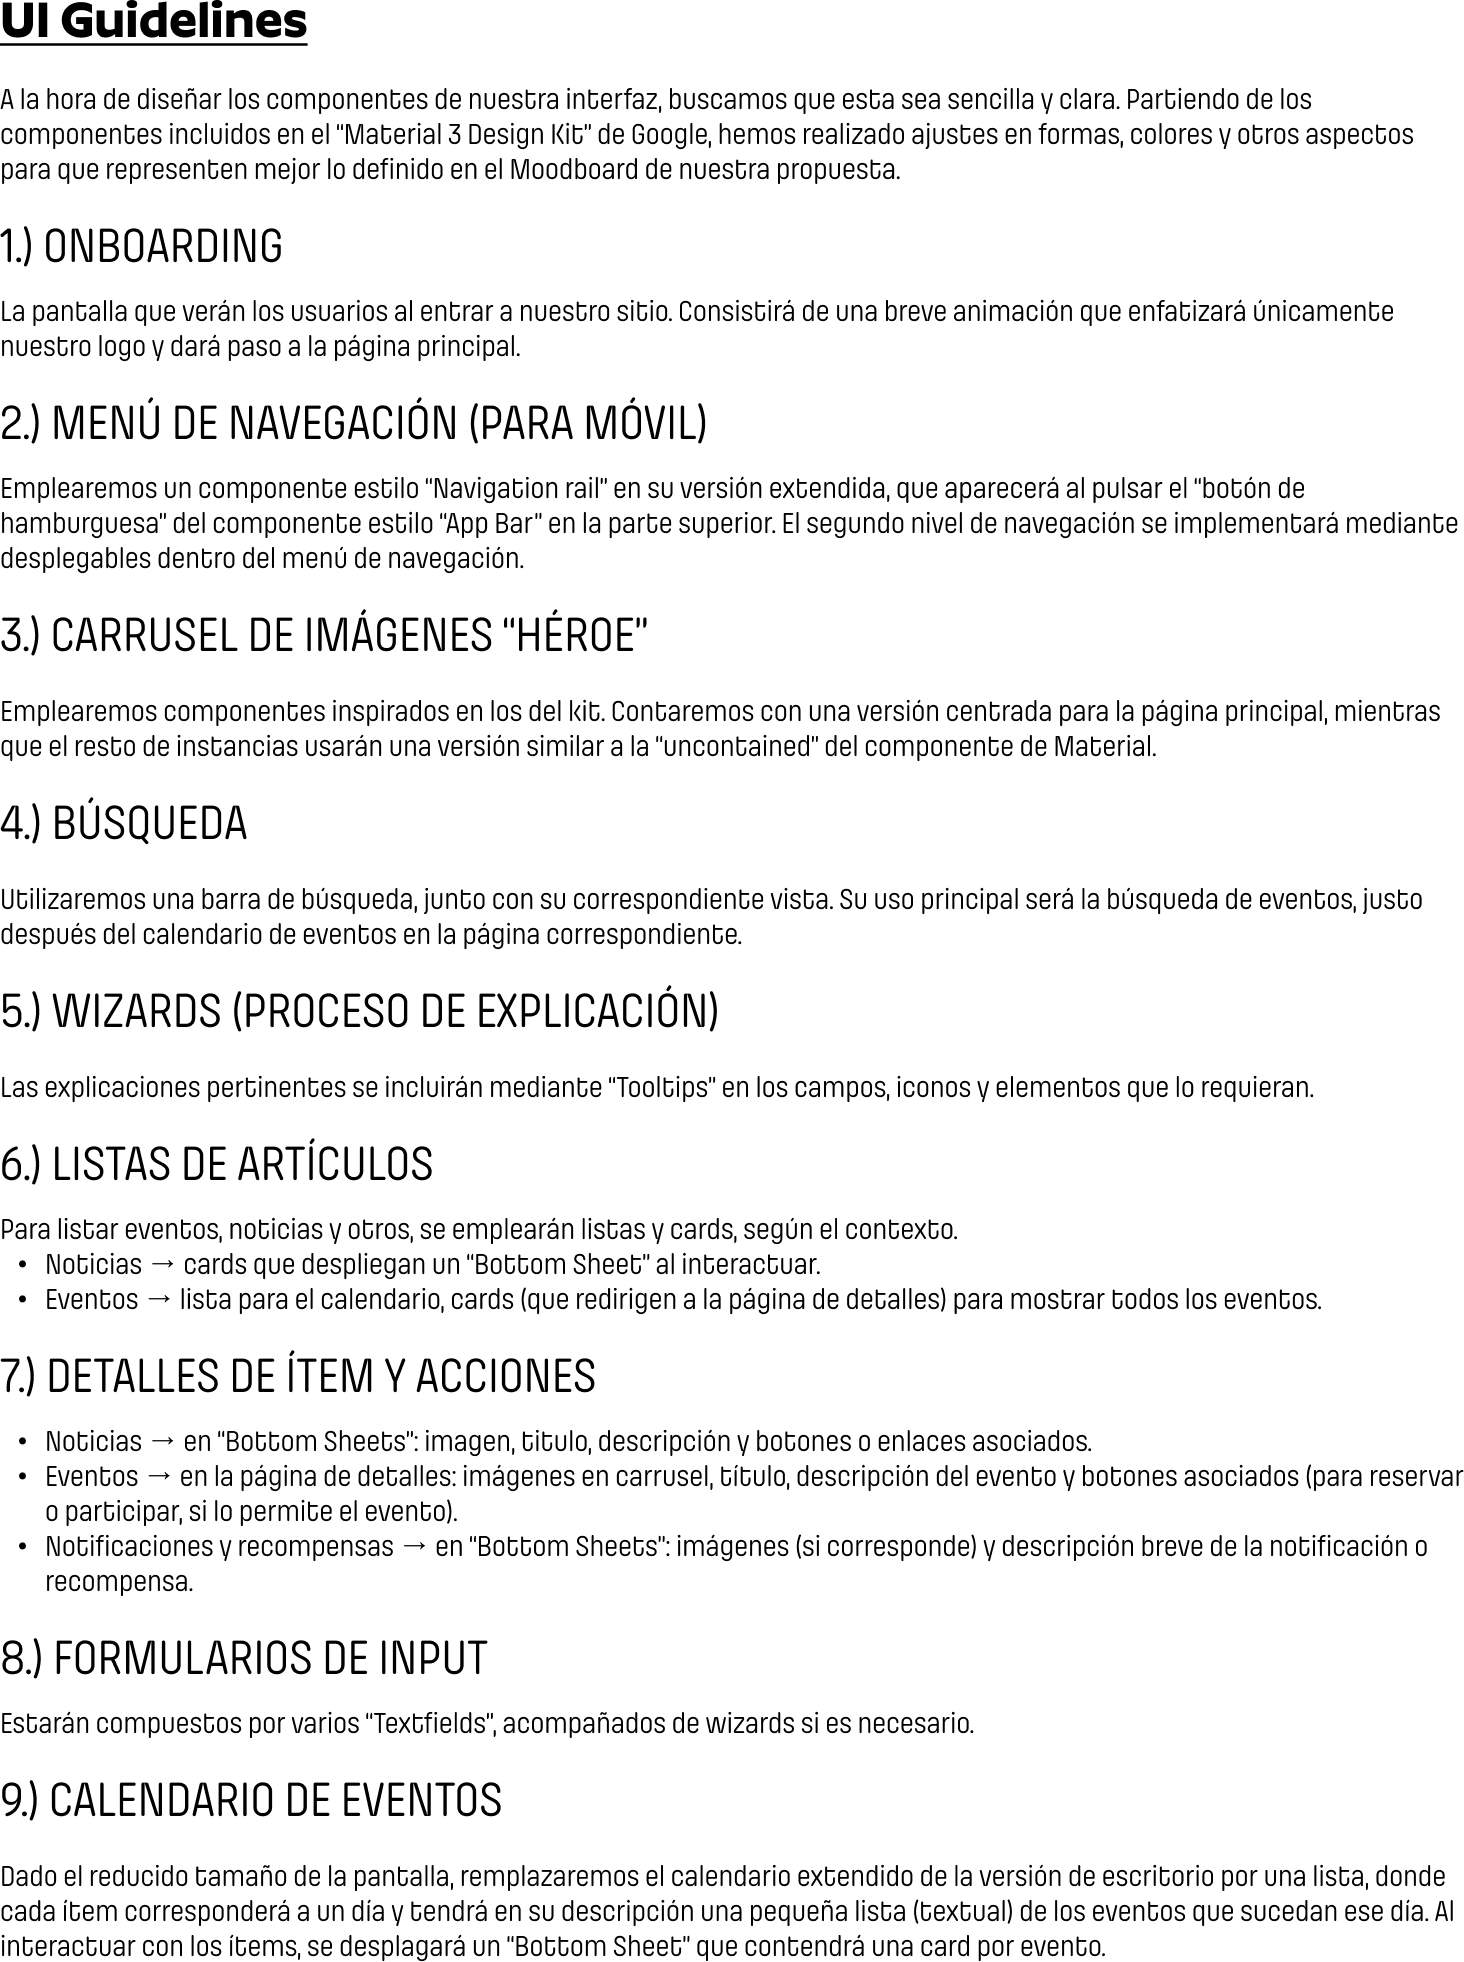 UI Guidelines
A la hora de diseñar los componentes de nuestra interfaz, buscamos que esta sea sencilla y clara. Partiendo de los
componentes incluidos en el “Material 3 Design Kit” de Google, hemos realizado ajustes en formas, colores y otros aspectos
para que representen mejor lo definido en el Moodboard de nuestra propuesta.
1.) ONBOARDING
La pantalla que verán los usuarios al entrar a nuestro sitio. Consistirá de una breve animación que enfatizará únicamente
nuestro logo y dará paso a la página principal.
2.) MENÚ DE NAVEGACIÓN (PARA MÓVIL)
Emplearemos un componente estilo “Navigation rail” en su versión extendida, que aparecerá al pulsar el “botón de
hamburguesa” del componente estilo “App Bar” en la parte superior. El segundo nivel de navegación se implementará mediante
desplegables dentro del menú de navegación.
3.) CARRUSEL DE IMÁGENES “HÉROE”
Emplearemos componentes inspirados en los del kit. Contaremos con una versión centrada para la página principal, mientras
que el resto de instancias usarán una versión similar a la “uncontained” del componente de Material.
4.) BÚSQUEDA
Utilizaremos una barra de búsqueda, junto con su correspondiente vista. Su uso principal será la búsqueda de eventos, justo
después del calendario de eventos en la página correspondiente.
5.) WIZARDS (PROCESO DE EXPLICACIÓN)
Las explicaciones pertinentes se incluirán mediante “Tooltips” en los campos, iconos y elementos que lo requieran.
6.) LISTAS DE ARTÍCULOS
Para listar eventos, noticias y otros, se emplearán listas y cards, según el contexto.
• Noticias → cards que despliegan un “Bottom Sheet” al interactuar.
• Eventos → lista para el calendario, cards (que redirigen a la página de detalles) para mostrar todos los eventos.
7.) DETALLES DE ÍTEM Y ACCIONES
• Noticias → en “Bottom Sheets”: imagen, titulo, descripción y botones o enlaces asociados.
• Eventos → en la página de detalles: imágenes en carrusel, título, descripción del evento y botones asociados (para reservar
o participar, si lo permite el evento).
• Notificaciones y recompensas → en “Bottom Sheets”: imágenes (si corresponde) y descripción breve de la notificación o
recompensa.
8.) FORMULARIOS DE INPUT
Estarán compuestos por varios “Textfields”, acompañados de wizards si es necesario.
9.) CALENDARIO DE EVENTOS
Dado el reducido tamaño de la pantalla, remplazaremos el calendario extendido de la versión de escritorio por una lista, donde
cada ítem corresponderá a un día y tendrá en su descripción una pequeña lista (textual) de los eventos que sucedan ese día. Al
interactuar con los ítems, se desplagará un “Bottom Sheet” que contendrá una card por evento.